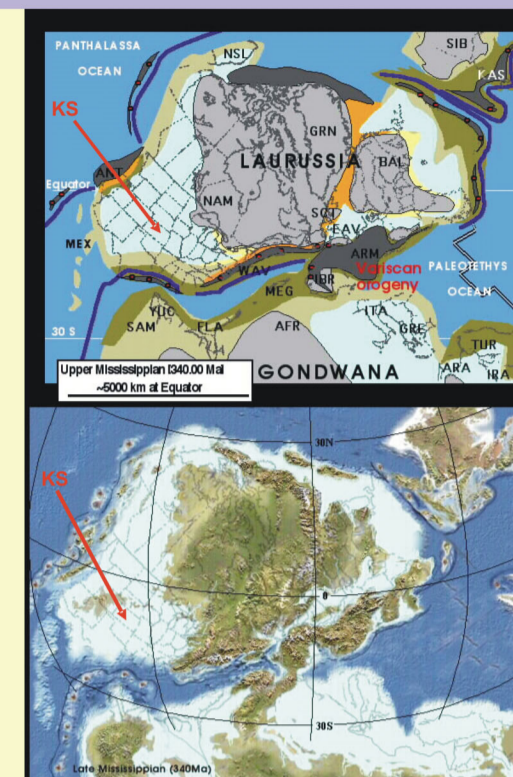 PANTHALASSA
OCEAN
NSL
SIB
KAS
KS
GRN
LAURUSSIA
BAL
ANT
Equator
NAM
SCT
EAV
MEX
WAV
ARM
Variscan
orogeny
PALEOTETHYS
OCEAN
PIBR
MEG
YUC
SAM
FLA
AFR
ITA
GRE
30 S
TUR
ARA
IRA
GONDWANA
Upper Mississippian [340.00 Ma]
~5000 km at Equator
30N
KS
0
30S
Late Mississippian (340Ma)